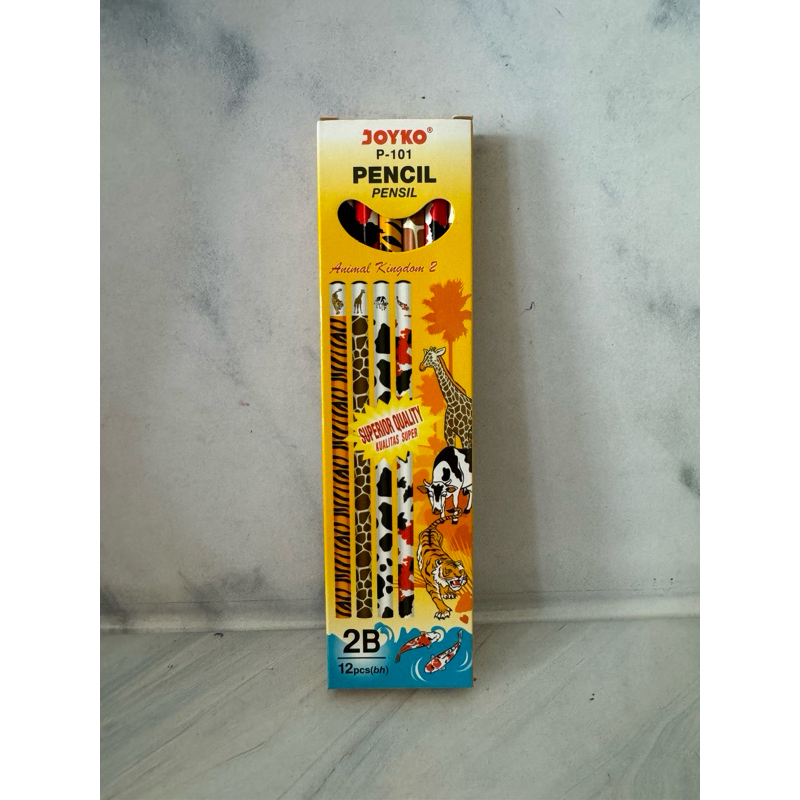 JOYKO®
P-101
PENCIL
PENSIL
Animal Kingdom 2
SUPERIOR QUALITY
KUALITAS SUPER
2B
12pcs(bh)